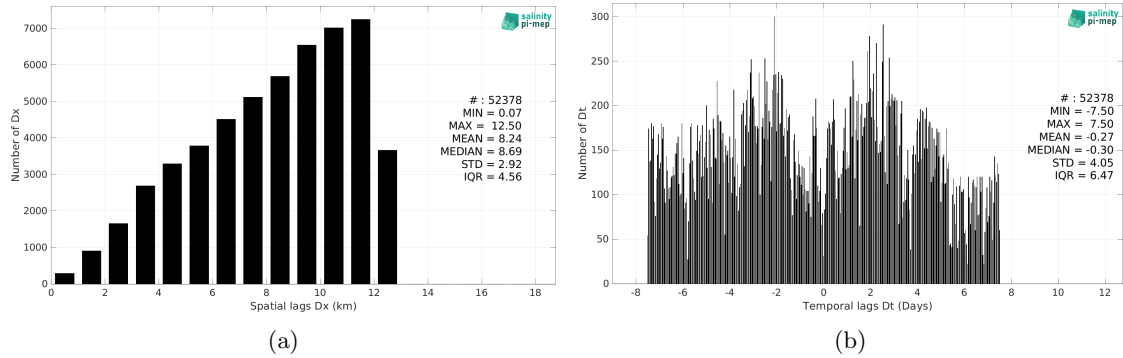 7000
6000
5000
4000
3000
2000
1000
0
Number of Dx
0 2 4 6 8 10 12 14 16 18
Spatial lags Dx (km)
salinity
pi-mep
# : 52378
MIN = 0.07
MAX = 12.50
MEAN = 8.24
MEDIAN = 8.69
STD = 2.92
IQR = 4.56
(a)
300
250
200
150
100
50
0
Number of Dt
-8 -6 -4 -2 0 2 4 6 8 10 12
Temporal lags Dt (Days)
salinity
pi-mep
# : 52378
MIN = -7.50
MAX = 7.50
MEAN = -0.27
MEDIAN = -0.30
STD = 4.05
IQR = 6.47
(b)